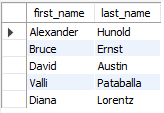 first_name last_name
Alexander Hunold
Bruce Ernst
David Austin
Valli Pataballa
Diana Lorentz